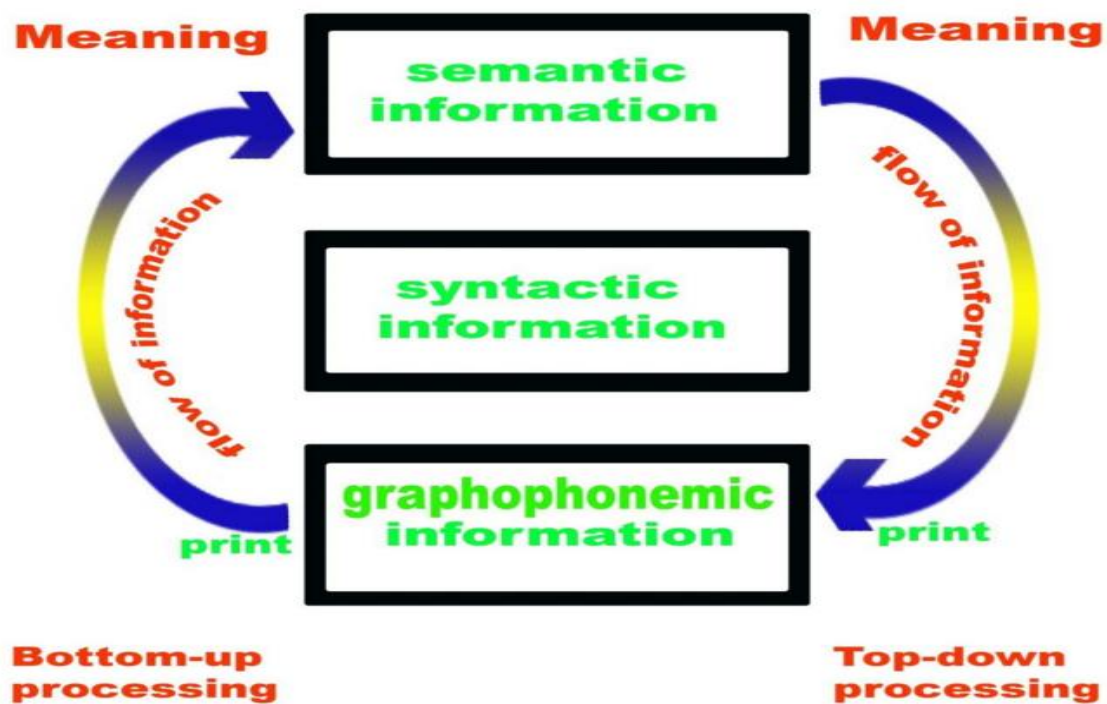 Meaning
Meaning
semantic
information
flow of information
flow of information
syntactic
information
graphophonemic
information
print
print
Bottom-up
processing
Top-down
processing